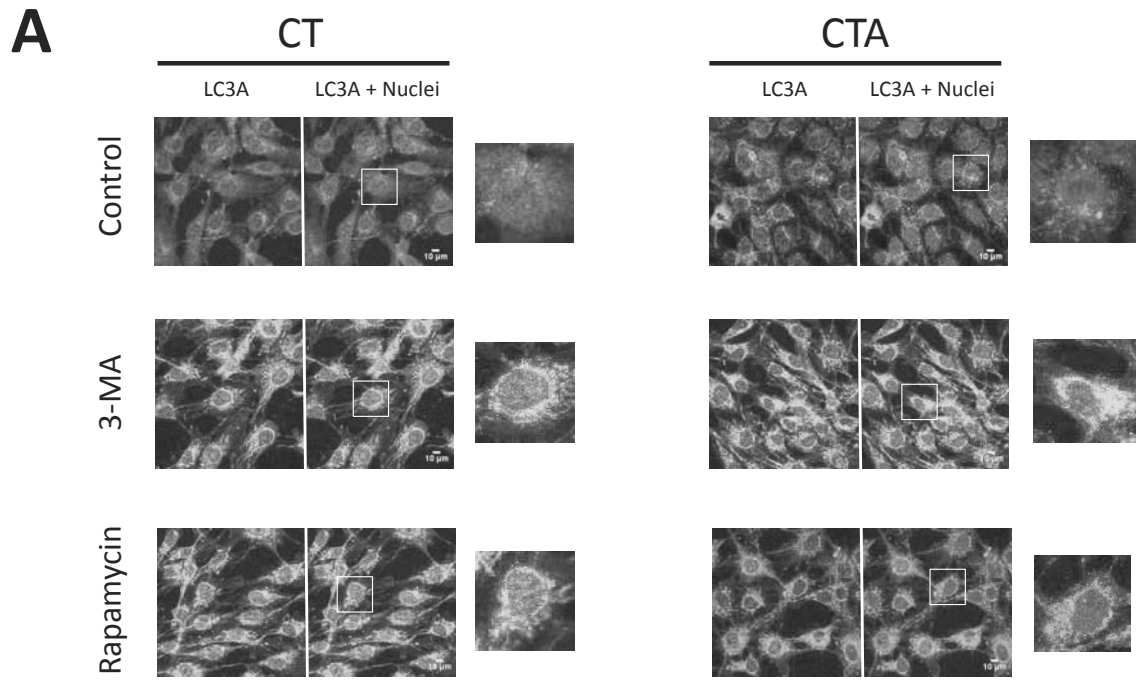 A
CT
CTA
LC3A
LC3A + Nuclei
LC3A
LC3A + Nuclei
Control
10 µm
10 µm
3-MA
10 µm
10 µm
Rapamycin
10 µm